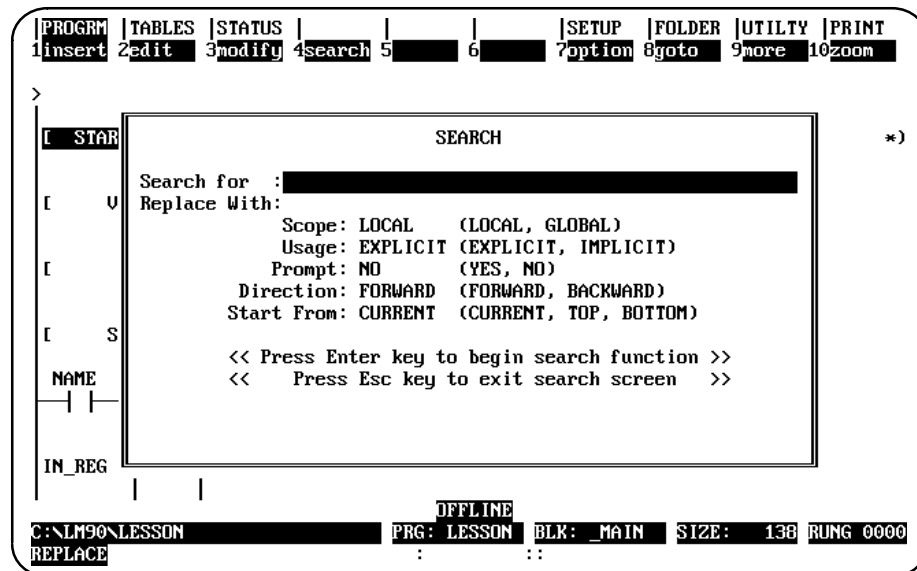 |PROGRM |TABLES |STATUS | | | |SETUP |FOLDER |UTILTY |PRINT
1insert 2edit 3modify 4search 5 6 7option 8goto 9more 10zoom
>
[ STAR
SEARCH
*)
Search for :
[ V
Replace With:
Scope: LOCAL (LOCAL, GLOBAL)
Usage: EXPLICIT (EXPLICIT, IMPLICIT)
[
Prompt: NO (YES, NO)
Direction: FORWARD (FORWARD, BACKWARD)
Start From: CURRENT (CURRENT, TOP, BOTTOM)
[ S
<< Press Enter key to begin search function >>
NAME
<< Press Esc key to exit search screen >>
IN_REG
OFFLINE
C:\LM90\LESSON PRG: LESSON BLK: _MAIN SIZE: 138 RUNG 0000
REPLACE : ::